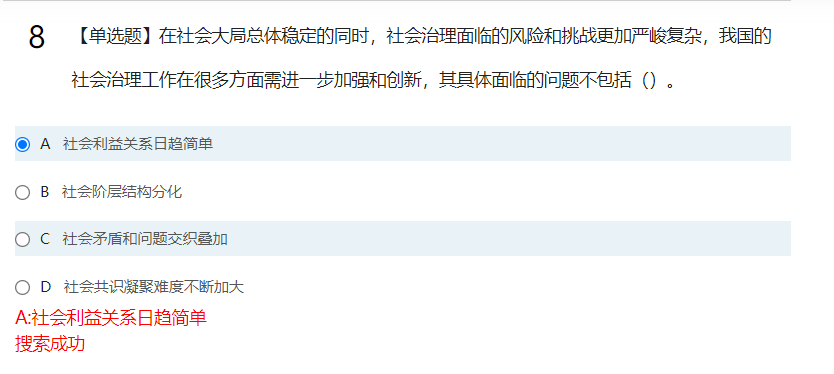 8 【单选题】在社会大局总体稳定的同时，社会治理面临的风险和挑战更加严峻复杂，我国的
社会治理工作在很多方面需进一步加强和创新，其具体面临的问题不包括（）。
A 社会利益关系日趋简单
B 社会阶层结构分化
C 社会矛盾和问题交织叠加
D 社会共识凝聚难度不断加大
A:社会利益关系日趋简单
搜索成功